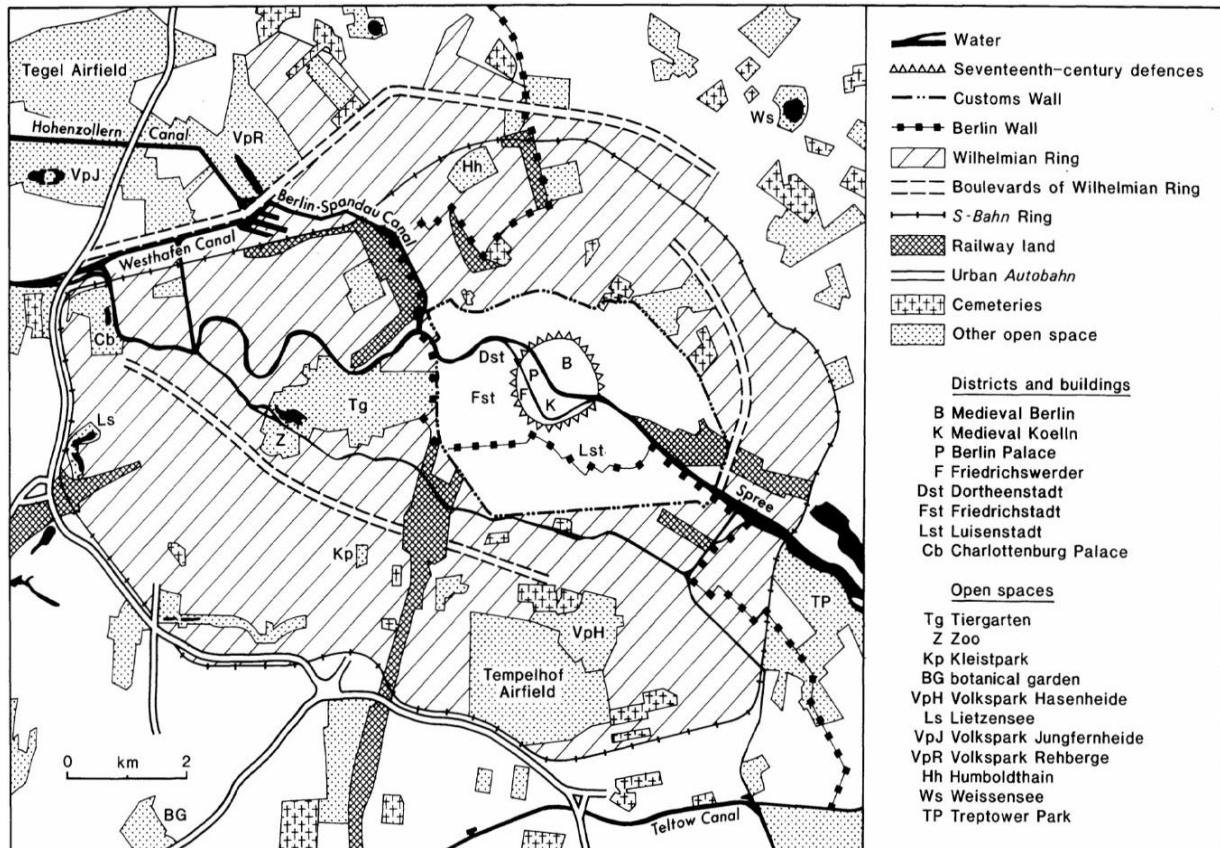 Tegel Airfield
Hohenzollern Canal
VpR
VpJ
Ws
Hh
Berlin-Spandau Canal
Westhafen Canal
Cb
Dst
B
P
Fst
F
K
Tg
Z
Ls
Lst
Spree
Kp
VpH
TP
Tempelhof
Airfield
0 km 2
BG
Teltow Canal
Water
Seventeenth-century defences
Customs Wall
Berlin Wall
Wilhelmian Ring
Boulevards of Wilhelmian Ring
S-Bahn Ring
Railway land
Urban Autobahn
Cemeteries
Other open space
Districts and buildings
B Medieval Berlin
K Medieval Koelln
P Berlin Palace
F Friedrichswerder
Dst Dortheenstadt
Fst Friedrichstadt
Lst Luisenstadt
Cb Charlottenburg Palace
Open spaces
Tg Tiergarten
Z Zoo
Kp Kleistpark
BG botanical garden
VpH Volkspark Hasenheide
Ls Lietzensee
VpJ Volkspark Jungfernheide
VpR Volkspark Rehberge
Hh Humboldthain
Ws Weissensee
TP Treptower Park